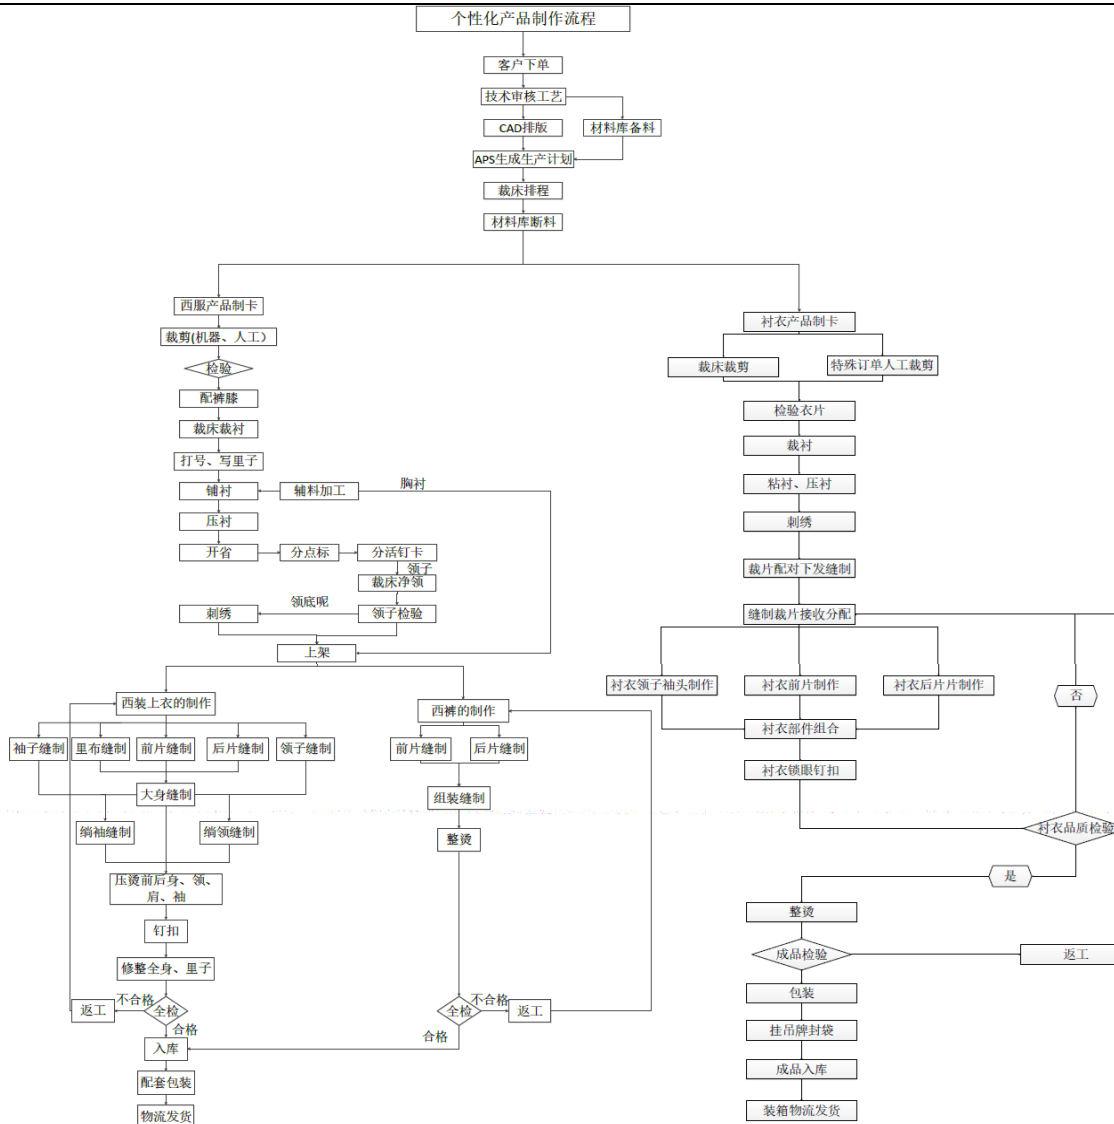 个性化产品制作流程
客户下单
技术审核工艺
CAD排版
材料库备料
APS生成生产计划
裁床排程
材料库断料
西服产品制卡
裁剪(机器、人工）
检验
配裤膝
裁床裁衬
打号、写里子
铺衬
辅料加工
胸衬
压衬
开省
分点标
分活钉卡
领子
裁床净领
领底呢
刺绣
领子检验
上架
西装上衣的制作
西裤的制作
袖子缝制
里布缝制
前片缝制
后片缝制
领子缝制
前片缝制
后片缝制
大身缝制
组装缝制
绱袖缝制
绱领缝制
整烫
压烫前后身、领、
肩、袖
钉扣
修整全身、里子
返工
不合格
全检
合格
全检
不合格
返工
合格
入库
配套包装
物流发货
衬衣产品制卡
裁床裁剪
特殊订单人工裁剪
检验衣片
裁衬
粘衬、压衬
刺绣
裁片配对下发缝制
缝制裁片接收分配
衬衣领子袖头制作
衬衣前片制作
衬衣后片片制作
否
衬衣部件组合
衬衣锁眼钉扣
衬衣品质检验
是
整烫
成品检验
返工
包装
挂吊牌封袋
成品入库
装箱物流发货